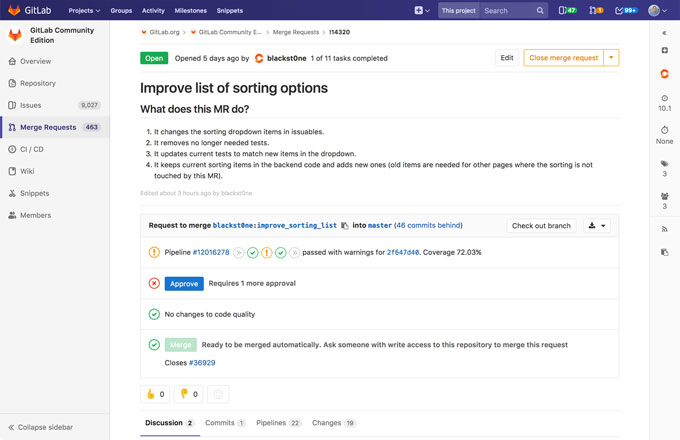 GitLab Projects Groups Activity Milestones Snippets This project Search 47 1 99+
GitLab Community Edition
Overview
Repository
Issues 9,027
Merge Requests 463
CI / CD
Wiki
Snippets
Members
Collapse sidebar
GitLab.org > GitLab Community E... > Merge Requests > !14320
Open Opened 5 days ago by blackst0ne 1 of 11 tasks completed Edit Close merge request
Improve list of sorting options
What does this MR do?
1. It changes the sorting dropdown items in issuables.
2. It removes no longer needed tests.
3. It updates current tests to match new items in the dropdown.
4. It keeps current sorting items in the backend code and adds new ones (old items are needed for other pages where the sorting is not
touched by this MR).
Edited about 3 hours ago by blackst0ne
Request to merge blackst0ne:improve_sorting_list into master (46 commits behind) Check out branch
Pipeline #12016278 passed with warnings for 2f647d40. Coverage 72.03%
Approve Requires 1 more approval
No changes to code quality
Merge Ready to be merged automatically. Ask someone with write access to this repository to merge this request
Closes #36929
0 0
Discussion 2 Commits 1 Pipelines 22 Changes 19
10.1
None
3
3